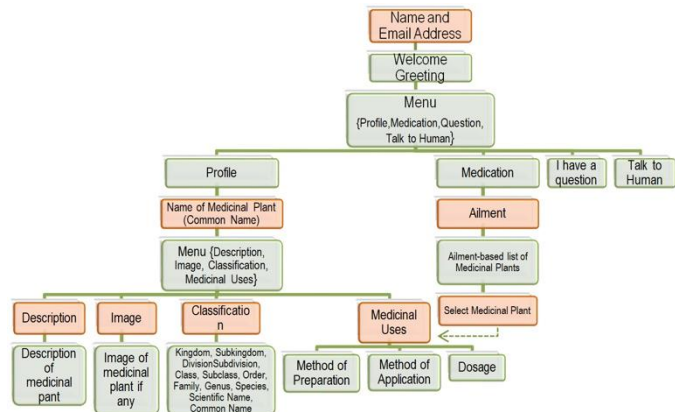 Name and
Email Address
Welcome
Greeting
Menu
{Profile,Medication,Question,
Talk to Human}
Profile
Medication
I have a
question
Talk to
Human
Name of Medicinal Plant
(Common Name)
Ailment
Menu {Description,
Image, Classification,
Medicinal Uses}
Ailment-based list of
Medicinal Plants
Description
Image
Classificatio
n
Medicinal
Uses
Select Medicinal Plant
Description
of
medicinal
pant
Image of
medicinal
plant if
any
Kingdom, Subkingdom,
DivisionSubdivision,
Class, Subclass, Order,
Family, Genus, Species,
Scientific Name,
Common Name
Method of
Preparation
Method of
Application
Dosage